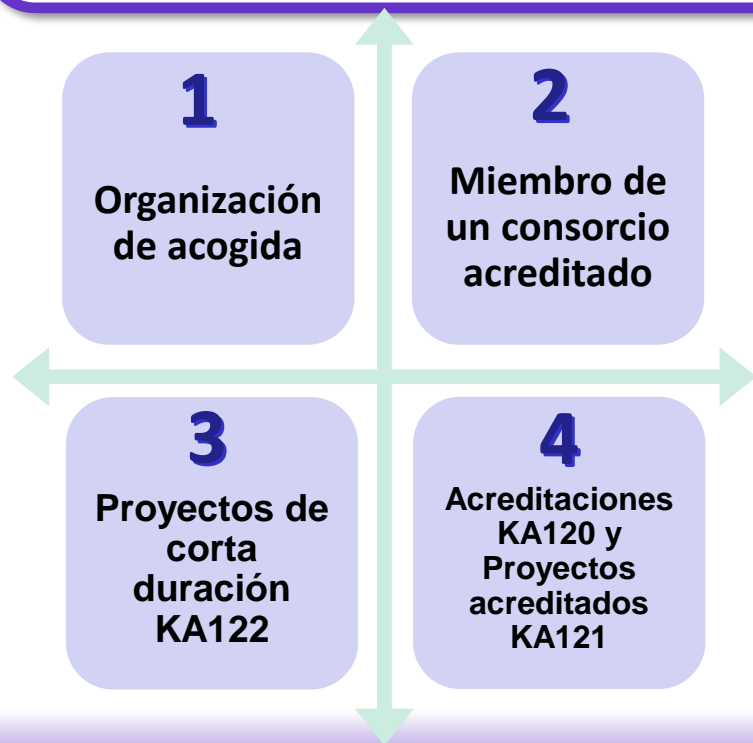 1
Organización
de acogida
2
Miembro de
un consorcio
acreditado
3
Proyectos de
corta
duración
KA122
4
Acreditaciones
KA120 y
Proyectos
acreditados
KA121